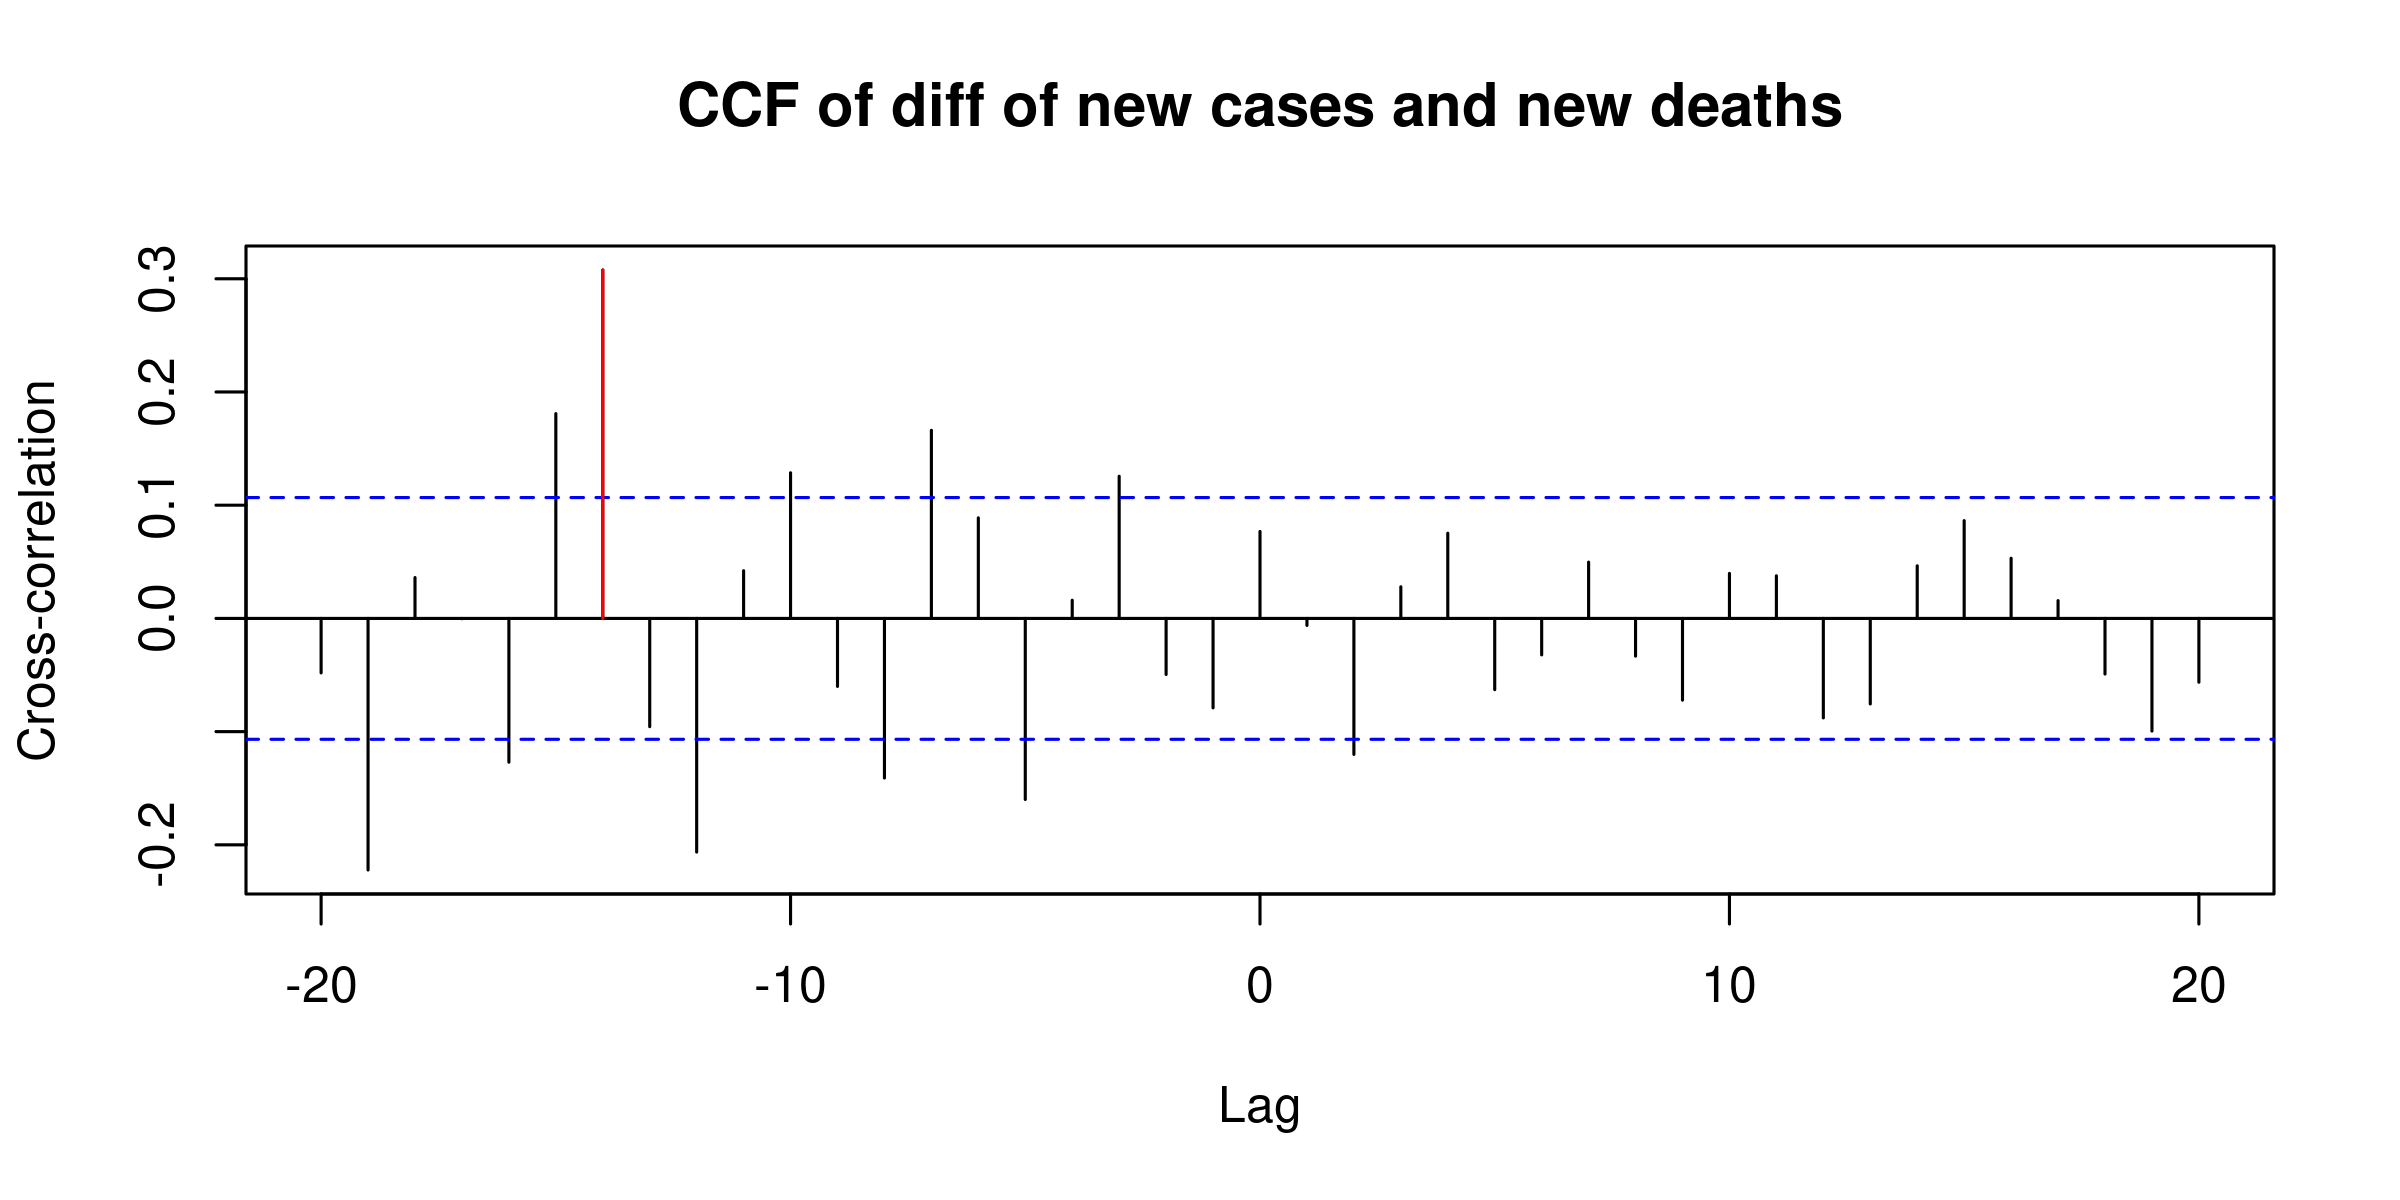 CCF of diff of new cases and new deaths
Cross-correlation
0.3
0.2
0.1
0.0
-0.2
-20 -10 0 10 20
Lag